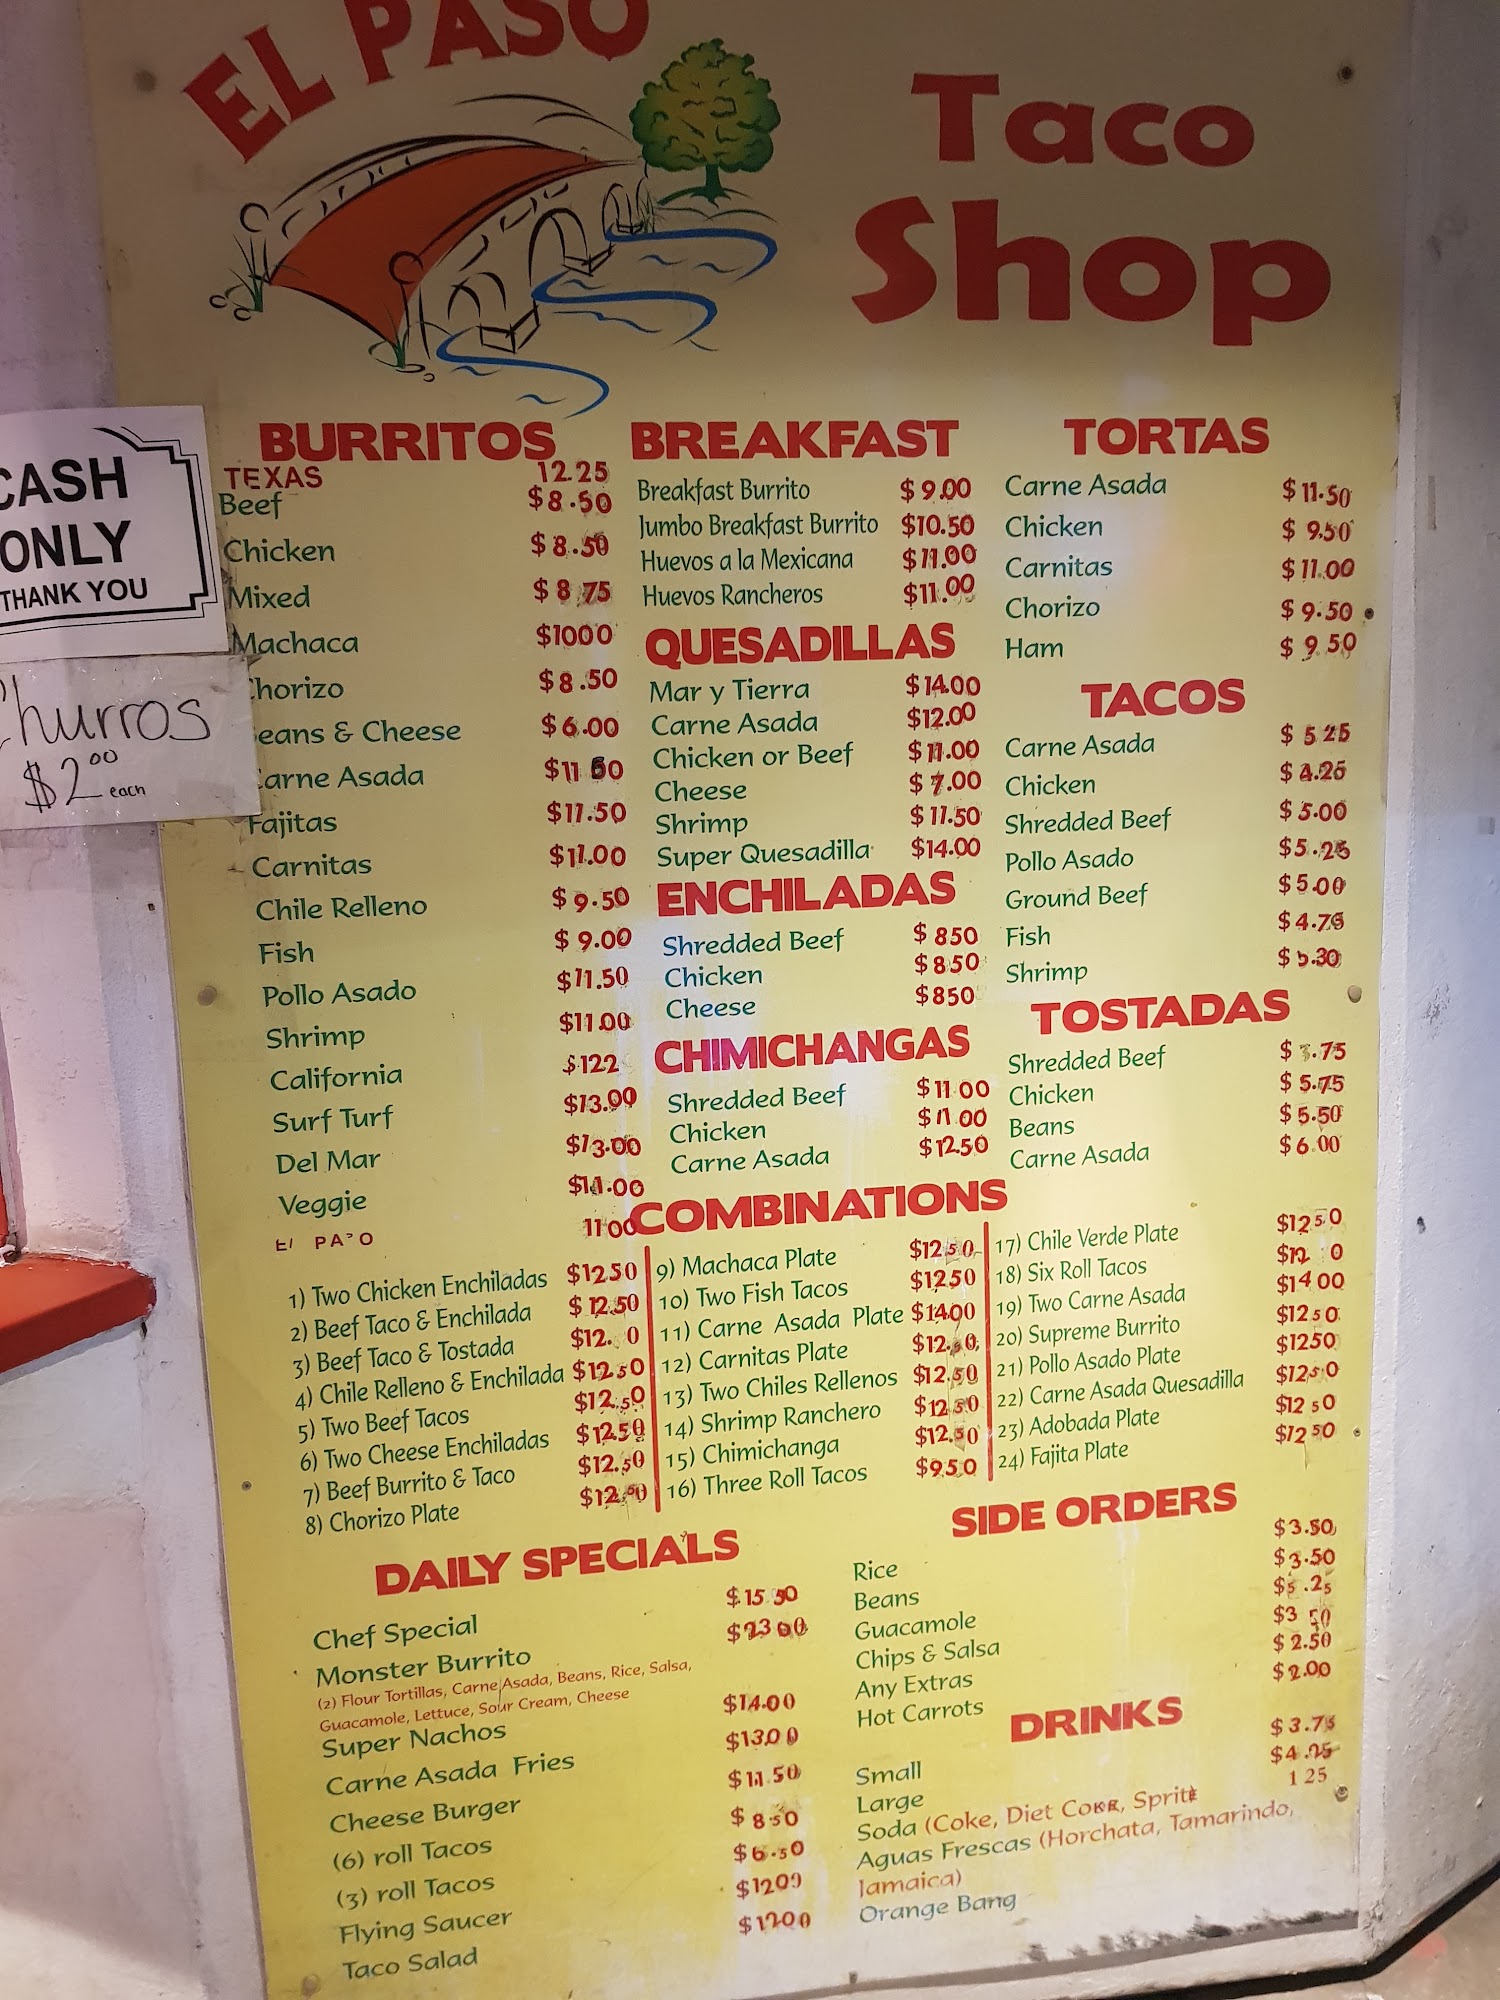 EL PASO
Taco
Shop
CASH
ONLY
THANK YOU
Churros
$2.00 each
BURRITOS
TEXAS 12.25
Beef $8.50
Chicken $8.50
Mixed $8 75
Machaca $1000
Chorizo $8.50
Beans & Cheese $6.00
Carne Asada $11 50
Fajitas $11.50
Carnitas $11.00
Chile Relleno $9.50
Fish $9.00
Pollo Asado $11.50
Shrimp $11.00
California $122
Surf Turf $13.00
Del Mar $13.00
Veggie $11.00
El PASO 11 00
BREAKFAST
Breakfast Burrito $9.00
Jumbo Breakfast Burrito $10.50
Huevos a la Mexicana $11.00
Huevos Rancheros $11.00
QUESADILLAS
Mar y Tierra $14.00
Carne Asada $12.00
Chicken or Beef $11.00
Cheese $7.00
Shrimp $11.50
Super Quesadilla $14.00
ENCHILADAS
Shredded Beef $850
Chicken $850
Cheese $850
CHIMICHANGAS
Shredded Beef $11 00
Chicken $11 00
Carne Asada $12.50
TORTAS
Carne Asada $11.50
Chicken $9.50
Carnitas $11.00
Chorizo $9.50
Ham $9.50
TACOS
Carne Asada $5 25
Chicken $4.25
Shredded Beef $5.00
Pollo Asado $5.25
Ground Beef $5.00
Fish $4.75
Shrimp
TOSTADAS
Shredded Beef
Chicken $5.75
Beans $5.50
Carne Asada $6.00
COMBINATIONS
1) Two Chicken Enchiladas $1250
2) Beef Taco & Enchilada $12.50
3) Beef Taco & Tostada $12. 0
4) Chile Relleno & Enchilada $12.50
5) Two Beef Tacos $12.50
6) Two Cheese Enchiladas $12.50
7) Beef Burrito & Taco $12.50
8) Chorizo Plate $12.50
9) Machaca Plate $12 50
10) Two Fish Tacos $1250
11) Carne Asada Plate $1400
12) Carnitas Plate $12.50
13) Two Chiles Rellenos $12.50
14) Shrimp Ranchero $12 50
15) Chimichanga $12.50
16) Three Roll Tacos $9.50
17) Chile Verde Plate $12 50
18) Six Roll Tacos $12 0
19) Two Carne Asada $14 00
20) Supreme Burrito $12 50
21) Pollo Asado Plate $1250
22) Carne Asada Quesadilla $12 50
23) Adobada Plate $12 50
24) Fajita Plate $12 50
DAILY SPECIALS
Chef Special $15 50
Monster Burrito $23 00
(2) Flour Tortillas, Carne Asada, Beans, Rice, Salsa,
Guacamole, Lettuce, Sour Cream, Cheese
Super Nachos $14.00
Carne Asada Fries $13.00
Cheese Burger $11.50
(6) roll Tacos $8.50
(3) roll Tacos $6.50
Flying Saucer $1200
Taco Salad $1200
SIDE ORDERS
Rice $3.50
Beans $3.50
Guacamole $5.25
Chips & Salsa $3 50
Any Extras $2.50
Hot Carrots $2.00
DRINKS
Small $3.75
Large $4.25
Soda (Coke, Diet Coke, Sprite 1 25
Aguas Frescas (Horchata, Tamarindo,
Jamaica)
Orange Bang